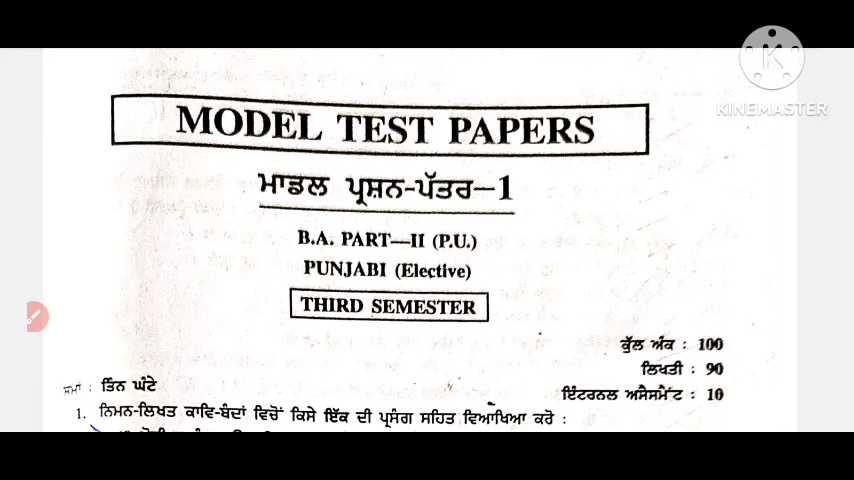 KINEMASTER
MODEL TEST PAPERS
ਮਾਡਲ ਪ੍ਰਸ਼ਨ-ਪੱਤਰ—1
B.A. PART—II (P.U.)
PUNJABI (Elective)
THIRD SEMESTER
ਕੁੱਲ ਅੰਕ : 100
ਲਿਖਤੀ : 90
ਸਮਾਂ : ਤਿੰਨ ਘੰਟੇ ਇੰਟਰਨਲ ਅਸੈਸਮੈਂਟ : 10
1. ਨਿਮਨ-ਲਿਖਤ ਕਾਵਿ-ਬੰਦਾਂ ਵਿਚੋਂ ਕਿਸੇ ਇੱਕ ਦੀ ਪ੍ਰਸੰਗ ਸਹਿਤ ਵਿਆਖਿਆ ਕਰੋ :